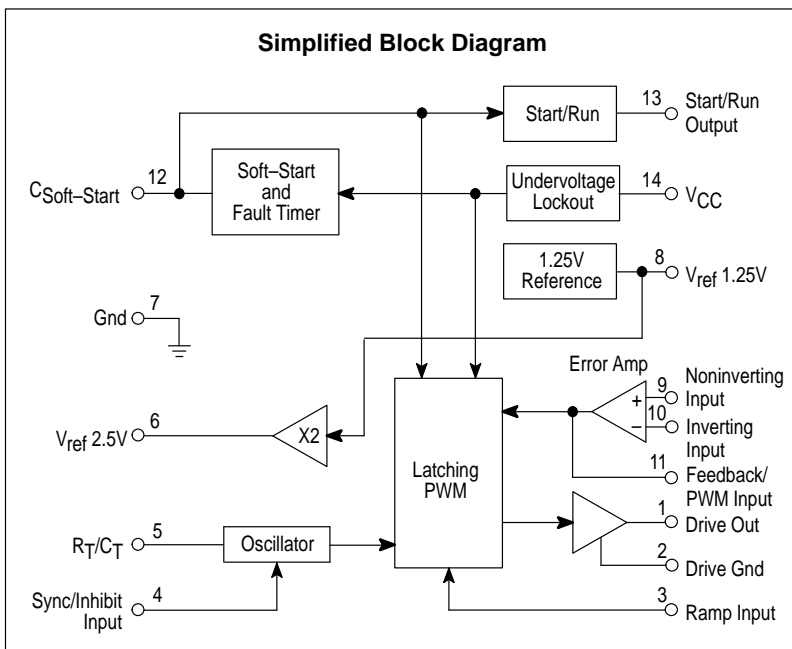 Simplified Block Diagram
13
Start/Run
Output
Start/Run
12
CSoft–Start
Soft–Start
and
Fault Timer
Undervoltage
Lockout
14
VCC
1.25V
Reference
8
Vref 1.25V
7
Gnd
Error Amp
9
Noninverting
Input
+
10
–
Inverting
Input
6
Vref 2.5V
X2
Latching
PWM
11
Feedback/
PWM Input
1
Drive Out
5
RT/CT
Oscillator
2
Drive Gnd
4
Sync/Inhibit
Input
3
Ramp Input